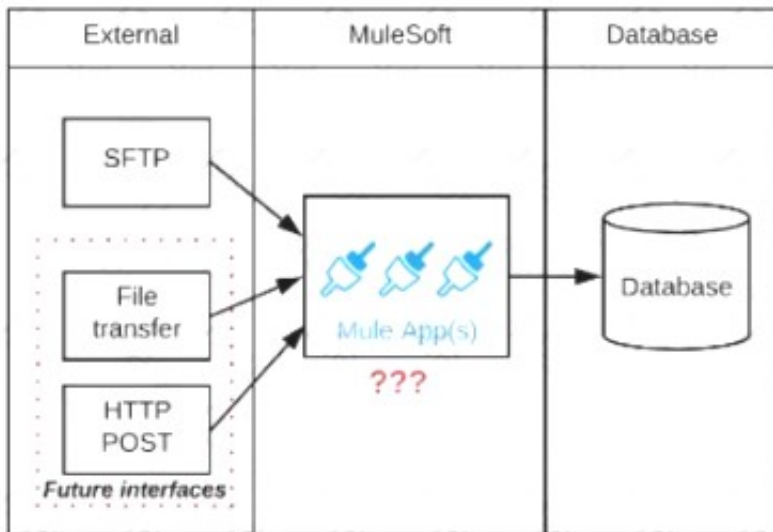 External
MuleSoft
Database
SFTP
File
transfer
HTTP
POST
Future interfaces
Mule App(s)
???
Database